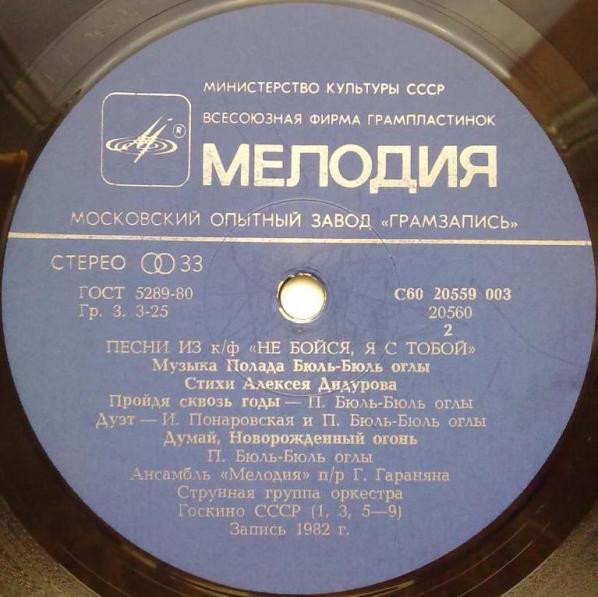 МИНИСТЕРСТВО КУЛЬТУРЫ СССР
ВСЕСОЮЗНАЯ ФИРМА ГРАМПЛАСТИНОК
®
МЕЛОДИЯ
МОСКОВСКИЙ ОПЫТНЫЙ ЗАВОД «ГРАМЗАПИСЬ»
СТЕРЕО 33
ГОСТ 5289-80 С60 20559 003
Гр. 3. 3-25 20560
2
ПЕСНИ ИЗ к/ф «НЕ БОЙСЯ, Я С ТОБОЙ»
Музыка Полада Бюль-Бюль оглы
Стихи Алексея Дидурова
Пройдя сквозь годы — П. Бюль-Бюль оглы
Дуэт — И. Понаровская и П. Бюль-Бюль оглы
Думай, Новорожденный огонь
П. Бюль-Бюль оглы
Ансамбль «Мелодия» п/р Г. Гараняна
Струнная группа оркестра
Госкино СССР (1, 3, 5—9)
Запись 1982 г.